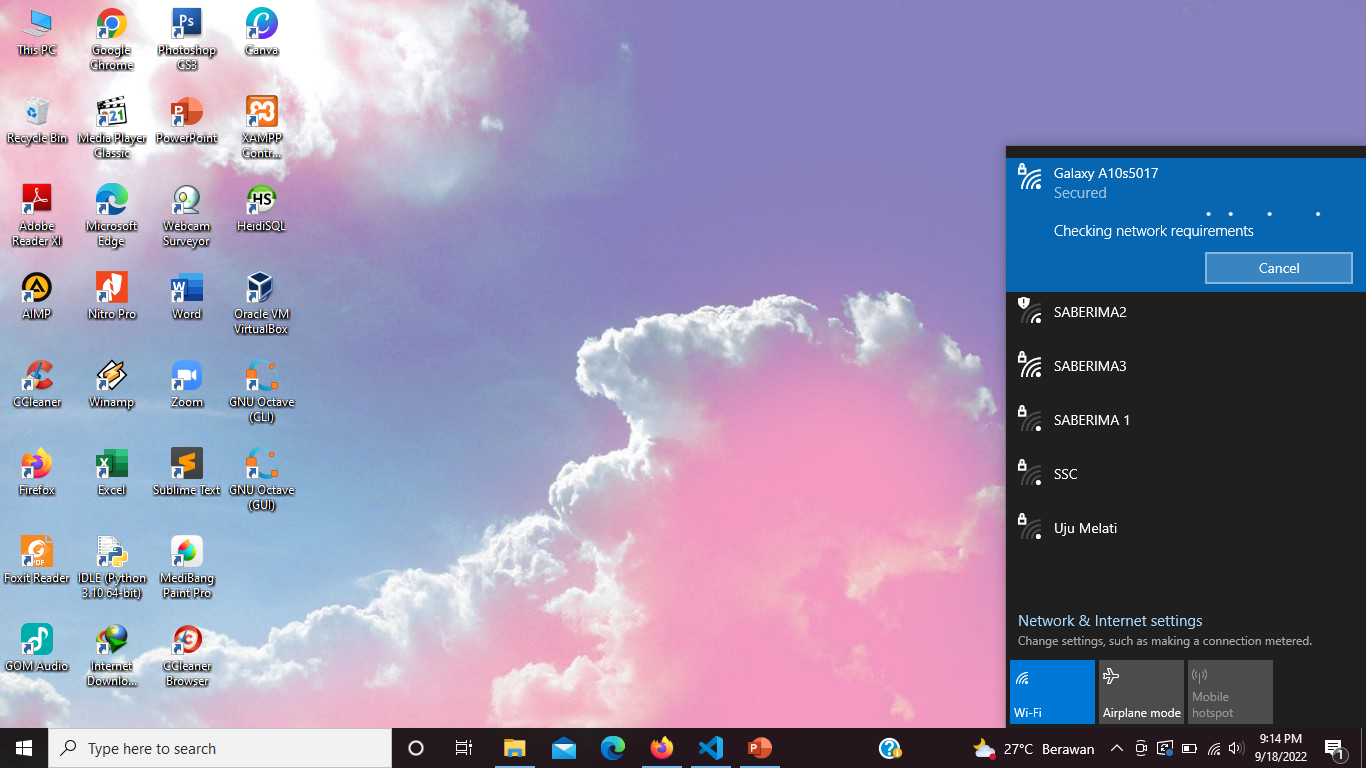 This PC
Google
Chrome
Photoshop
CS3
Canva
Recycle Bin
Media Player
Classic
PowerPoint
XAMPP
Contr...
Adobe
Reader XI
Microsoft
Edge
Webcam
Surveyor
HeidiSQL
AIMP
Nitro Pro
Word
Oracle VM
VirtualBox
CCleaner
Winamp
Zoom
GNU Octave
(CLI)
Firefox
Excel
Sublime Text
GNU Octave
(GUI)
Foxit Reader
IDLE (Python
3.10 64-bit)
MediBang
Paint Pro
GOM Audio
Internet
Downlo...
CCleaner
Browser
Galaxy A10s5017
Secured
Checking network requirements
Cancel
SABERIMA2
SABERIMA3
SABERIMA 1
SSC
Uju Melati
Network & Internet settings
Change settings, such as making a connection metered.
Wi-Fi
Airplane mode
Mobile
hotspot
Type here to search
27°C Berawan
9:14 PM
9/18/2022
1